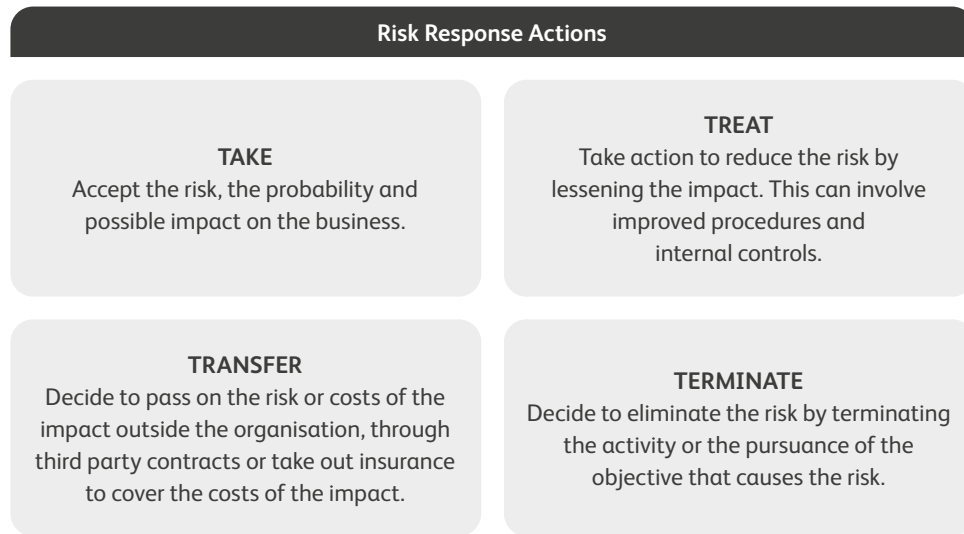 Risk Response Actions
TAKE
Accept the risk, the probability and
possible impact on the business.
TREAT
Take action to reduce the risk by
lessening the impact. This can involve
improved procedures and
internal controls.
TRANSFER
Decide to pass on the risk or costs of the
impact outside the organisation, through
third party contracts or take out insurance
to cover the costs of the impact.
TERMINATE
Decide to eliminate the risk by terminating
the activity or the pursuance of the
objective that causes the risk.